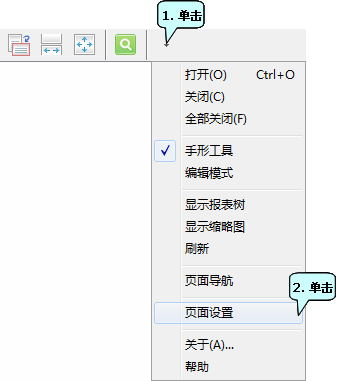 1. 单击
打开(O) Ctrl+O
关闭(C)
全部关闭(F)
手形工具
编辑模式
显示报表树
显示缩略图
刷新
页面导航
2. 单击
页面设置
关于(A)...
帮助